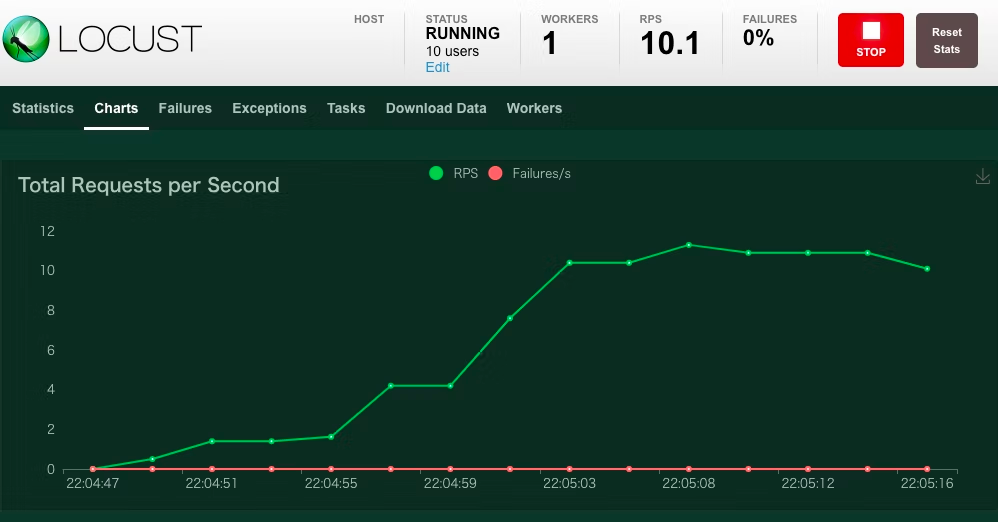 LOCUST
HOST
STATUS
RUNNING
10 users
Edit
WORKERS
1
RPS
10.1
FAILURES
0%
STOP
Reset
Stats
Statistics Charts Failures Exceptions Tasks Download Data Workers
Total Requests per Second
RPS Failures/s
12
10
8
6
4
2
0
22:04:47 22:04:51 22:04:55 22:04:59 22:05:03 22:05:08 22:05:12 22:05:16